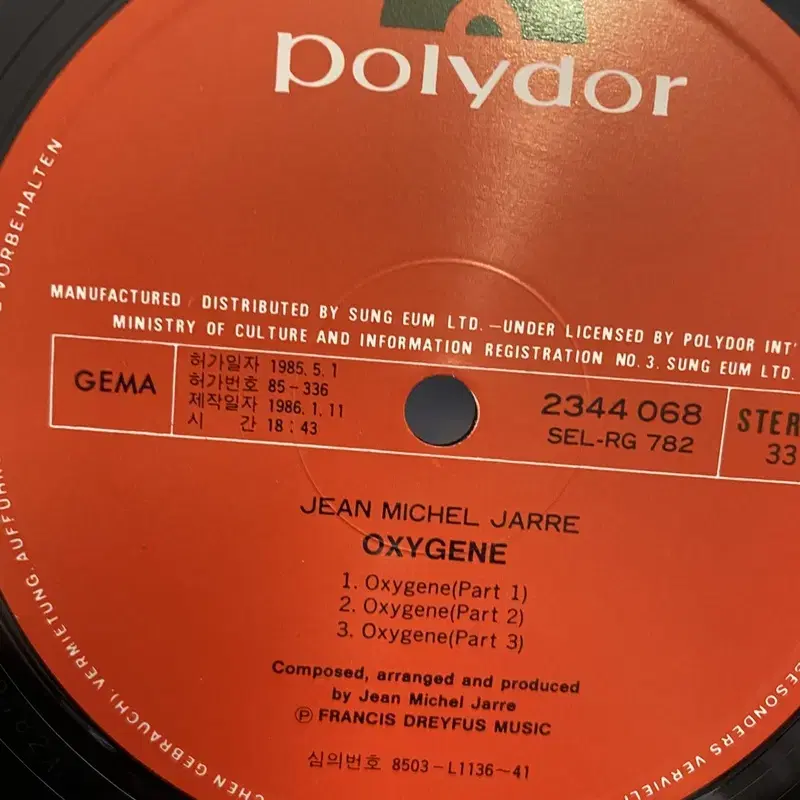 polydor
MANUFACTURED / DISTRIBUTED BY SUNG EUM LTD. —UNDER LICENSED BY POLYDOR INT'
MINISTRY OF CULTURE AND INFORMATION REGISTRATION NO. 3. SUNG EUM LTD.
GEMA
허가일자 1985. 5. 1
허가번호 85-336
제작일자 1986. 1. 11
시 간 18 : 43
2344 068
SEL-RG 782
STER
33
JEAN MICHEL JARRE
OXYGENE
1. Oxygene(Part 1)
2. Oxygene(Part 2)
3. Oxygene(Part 3)
Composed, arranged and produced
by Jean Michel Jarre
Ⓟ FRANCIS DREYFUS MUSIC
심의번호 8503-L1136~41
VORBEHALTEN
ESONDERS VERVIELF
CHEN GEBRAUCH), VERMIETUNG, AUFFÜHR